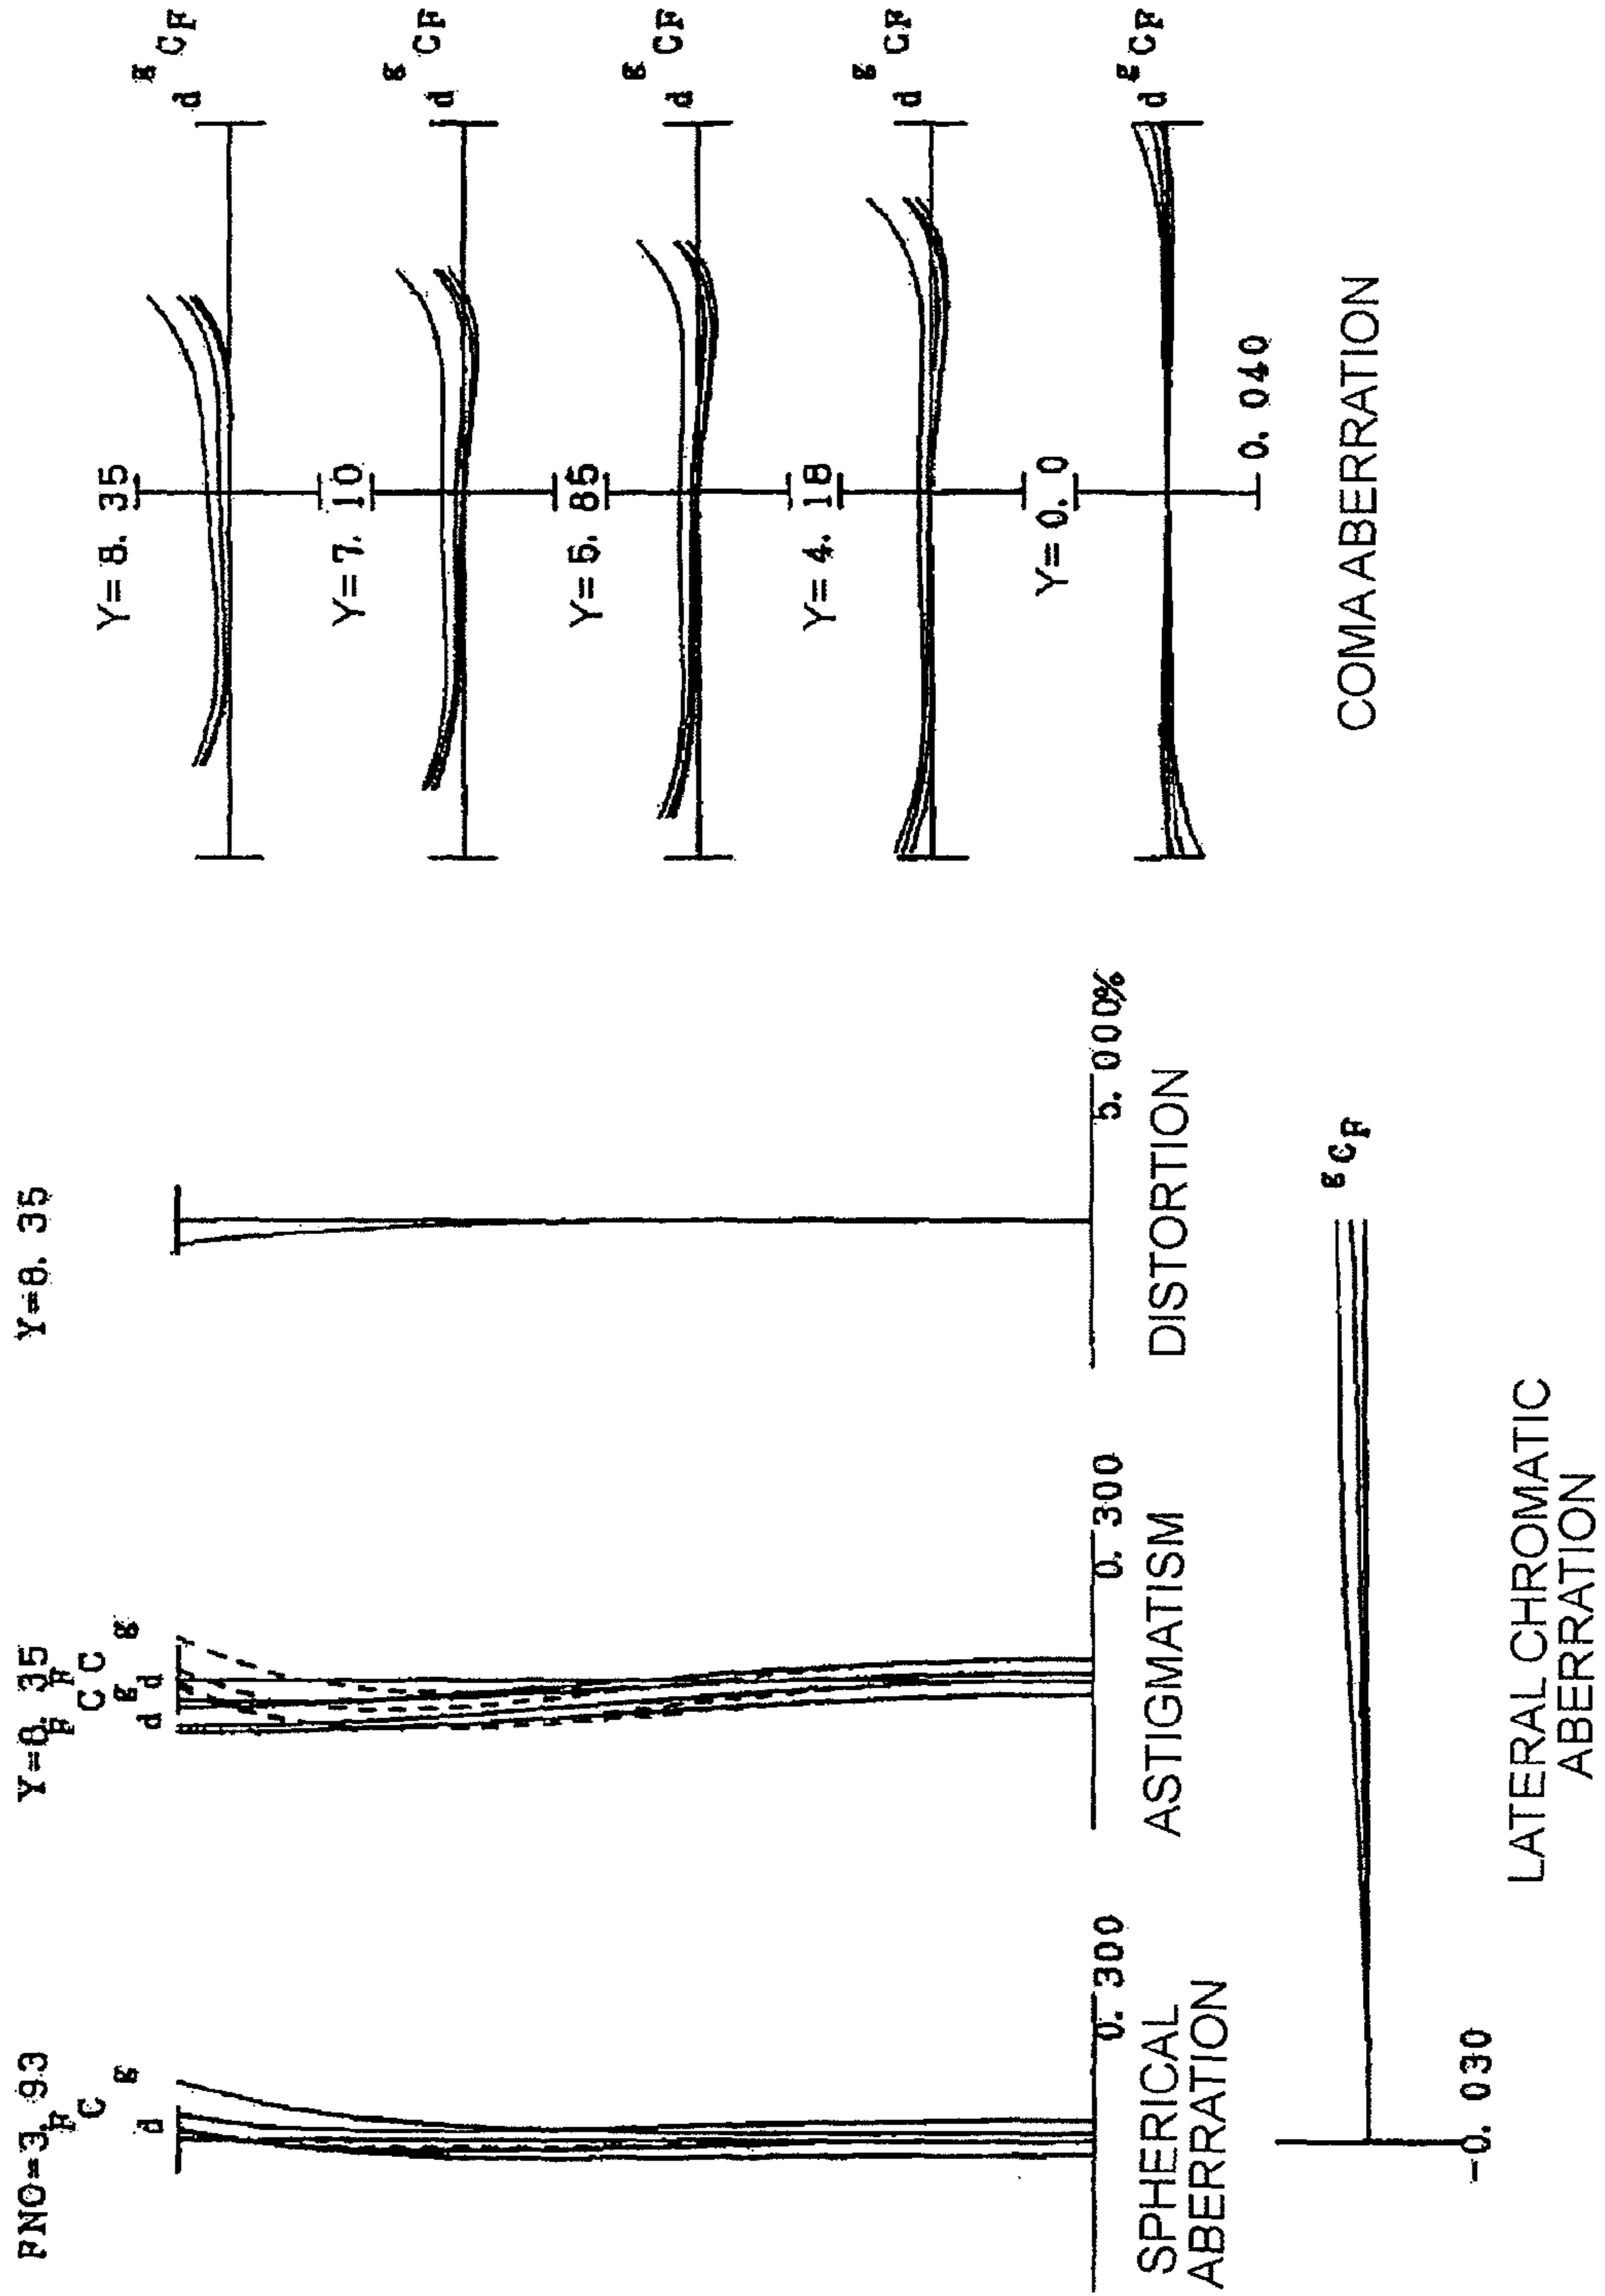 FNO=3. 93
F
C
g
d
0. 300
SPHERICAL
ABERRATION
Y=8. 35
F
C
g
d
F
C
g
d
0. 300
ASTIGMATISM
Y=8. 35
5. 000%
DISTORTION
-0. 030
g
C
F
LATERAL CHROMATIC
ABERRATION
Y=8. 35
g
C
F
d
Y=7. 10
g
C
F
d
Y=5. 85
g
C
F
d
Y=4. 18
g
C
F
d
Y=0. 0
g
C
F
d
0. 040
COMA ABERRATION